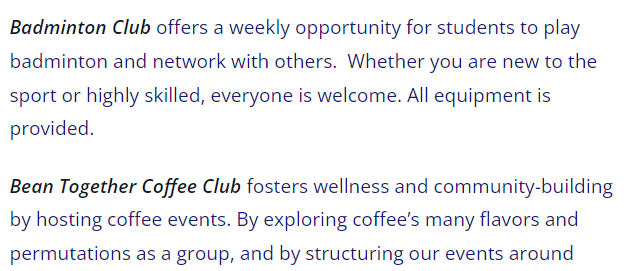 Badminton Club offers a weekly opportunity for students to play
badminton and network with others.  Whether you are new to the
sport or highly skilled, everyone is welcome. All equipment is
provided.
Bean Together Coffee Club fosters wellness and community-building
by hosting coffee events. By exploring coffee’s many flavors and
permutations as a group, and by structuring our events around